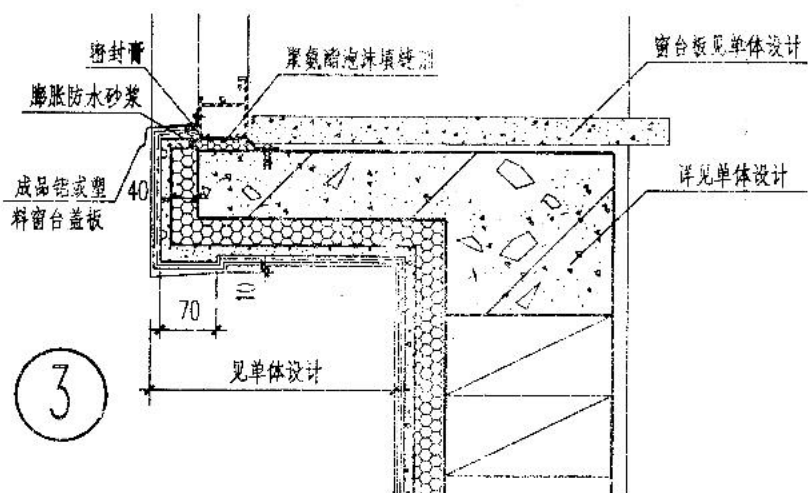 密封膏
聚氨酯泡沫填缝剂
窗台板见单体设计
膨胀防水砂浆
成品铝或塑
料窗台盖板
40
详见单体设计
10
70
见单体设计
3